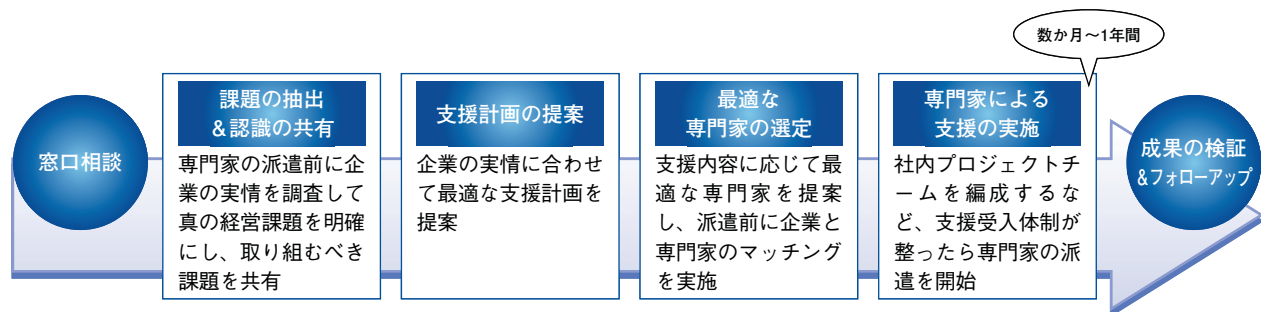 数か月～1年間
窓口相談
課題の抽出
＆認識の共有
専門家の派遣前に企
業の実情を調査して
真の経営課題を明確
にし、取り組むべき
課題を共有
支援計画の提案
企業の実情に合わせ
て最適な支援計画を
提案
最適な
専門家の選定
支援内容に応じて最
適な専門家を提案
し、派遣前に企業と
専門家のマッチング
を実施
専門家による
支援の実施
社内プロジェクトチ
ームを編成するな
ど、支援受入体制が
整ったら専門家の派
遣を開始
成果の検証
＆フォローアップ